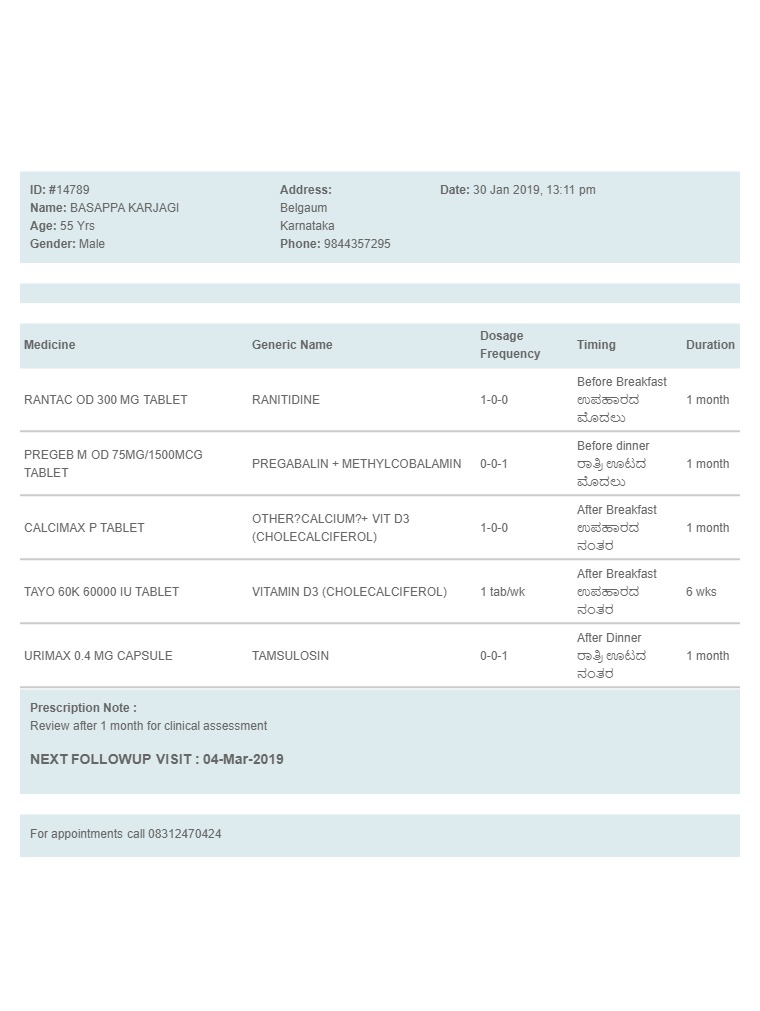 ID: #14789
Name: BASAPPA KARJAGI
Age: 55 Yrs
Gender: Male
Address:
Belgaum
Karnataka
Phone: 9844357295
Date: 30 Jan 2019, 13:11 pm
Medicine Generic Name Dosage Frequency Timing Duration
RANTAC OD 300 MG TABLET RANITIDINE 1-0-0 Before Breakfast ಉಪಹಾರದ ಮೊದಲು 1 month
PREGEB M OD 75MG/1500MCG TABLET PREGABALIN + METHYLCOBALAMIN 0-0-1 Before dinner ರಾತ್ರಿ ಊಟದ ಮೊದಲು 1 month
CALCIMAX P TABLET OTHER?CALCIUM?+ VIT D3 (CHOLECALCIFEROL) 1-0-0 After Breakfast ಉಪಹಾರದ ನಂತರ 1 month
TAYO 60K 60000 IU TABLET VITAMIN D3 (CHOLECALCIFEROL) 1 tab/wk After Breakfast ಉಪಹಾರದ ನಂತರ 6 wks
URIMAX 0.4 MG CAPSULE TAMSULOSIN 0-0-1 After Dinner ರಾತ್ರಿ ಊಟದ ನಂತರ 1 month
Prescription Note :
Review after 1 month for clinical assessment
NEXT FOLLOWUP VISIT : 04-Mar-2019
For appointments call 08312470424